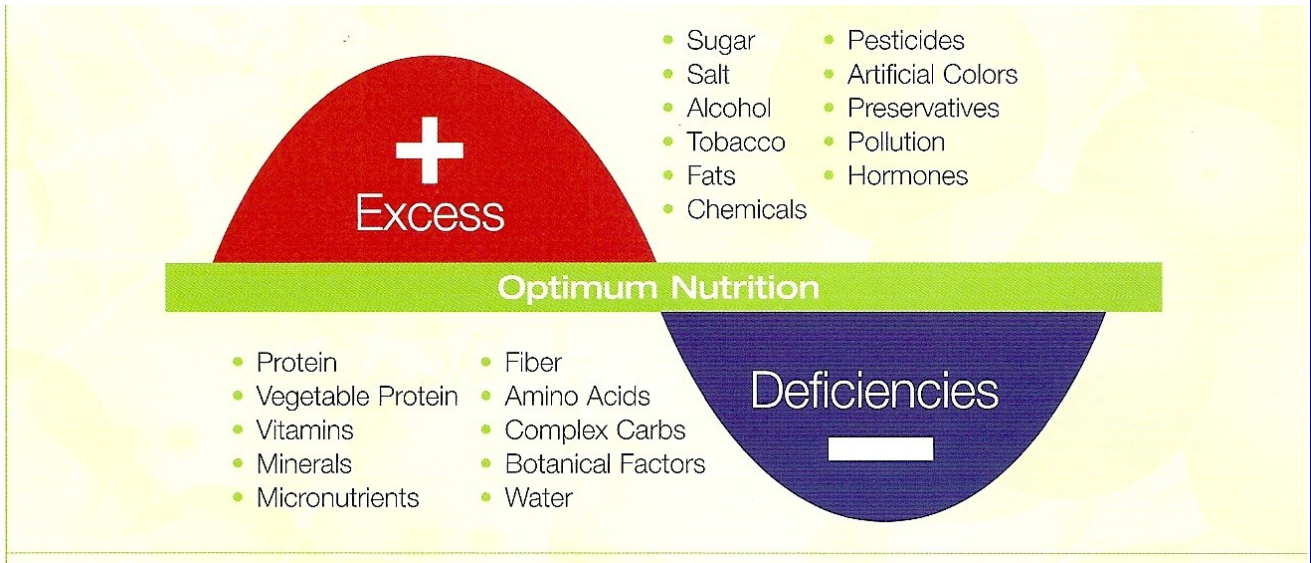 Sugar
Salt
Alcohol
Tobacco
Fats
Chemicals
Pesticides
Artificial Colors
Preservatives
Pollution
Hormones
+
Excess
Optimum Nutrition
Protein
Vegetable Protein
Vitamins
Minerals
Micronutrients
Fiber
Amino Acids
Complex Carbs
Botanical Factors
Water
Deficiencies
—